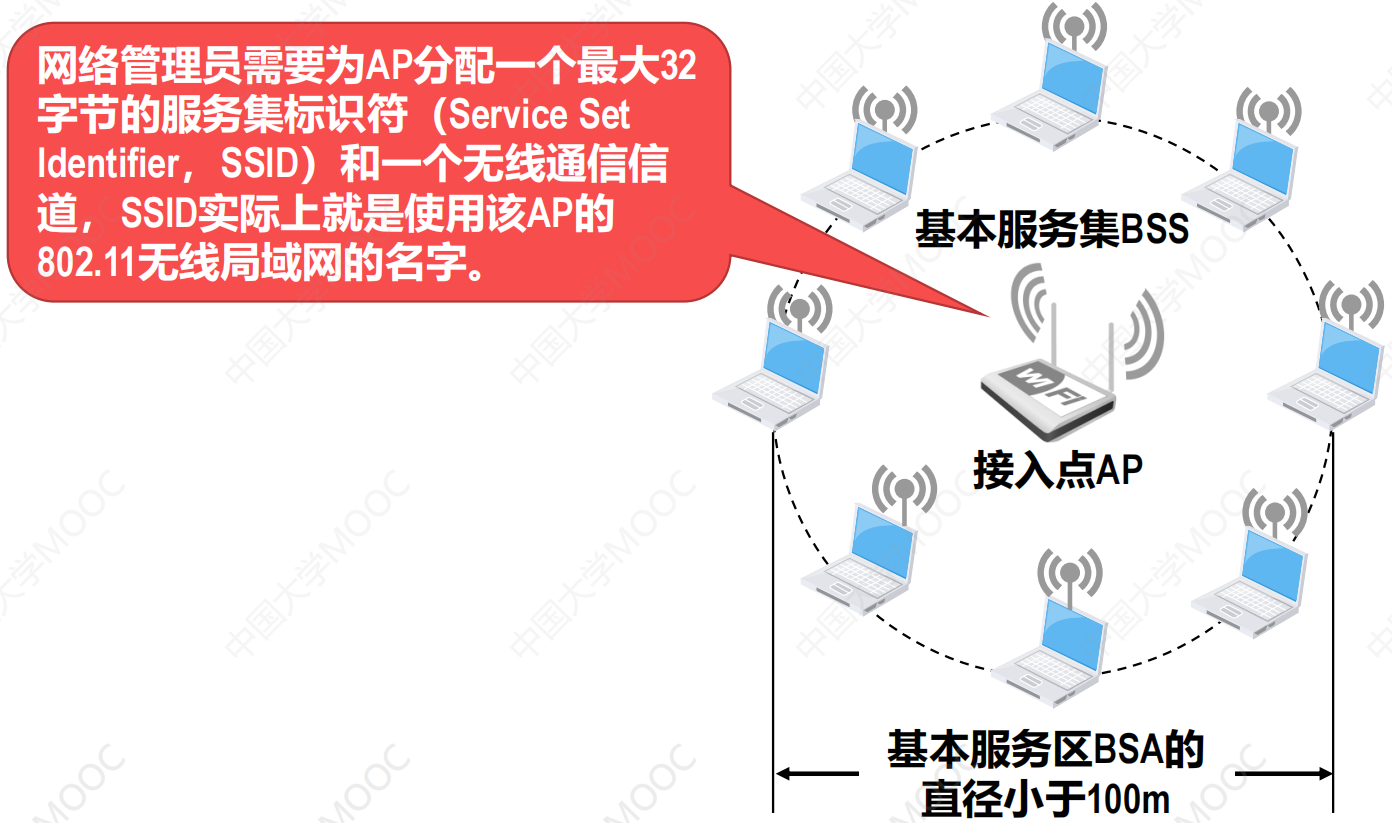 网络管理员需要为AP分配一个最大32
字节的服务集标识符（Service Set
Identifier，SSID）和一个无线通信信
道，SSID实际上就是使用该AP的
802.11无线局域网的名字。
基本服务集BSS
WiFi
接入点AP
基本服务区BSA的
直径小于100m
中国大学MOOC